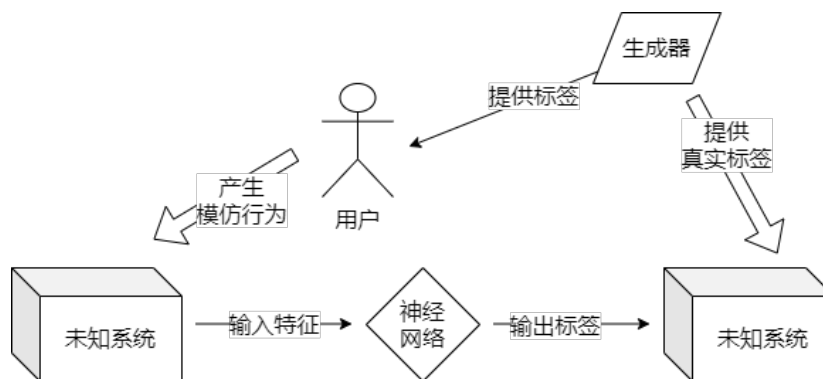 生成器
提供标签
提供
真实标签
用户
产生
模仿行为
未知系统
输入特征
神经
网络
输出标签
未知系统